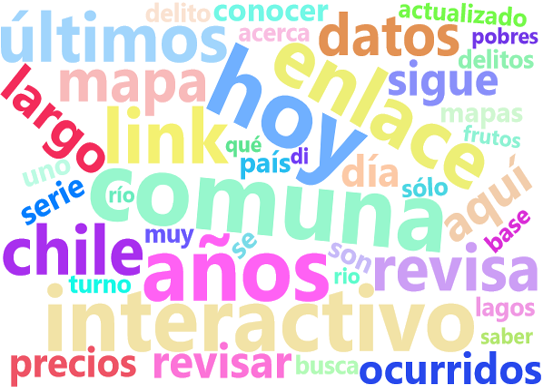 delito
conocer
actualizado
últimos
acerca
datos
pobres
delitos
mapa
hoy
enlace
sigue
largo
link
mapas
frutos
qué
país
di
uno
día
sólo
aquí
serie
río
comuna
base
chile
muy
años
se
son
rio
revisa
turno
interactivo
lagos
saber
precios
revisar
busca
ocurridos